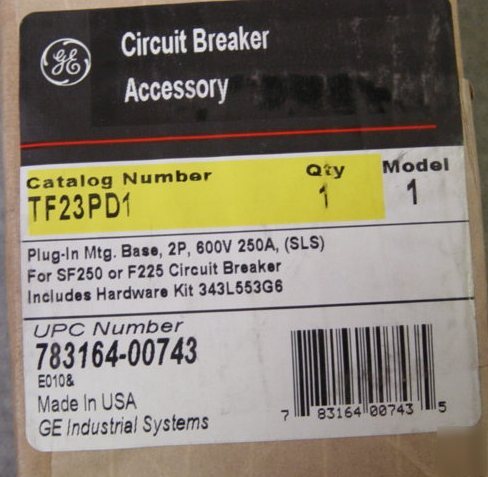 GE
Circuit Breaker
Accessory
Catalog Number Qty Model
TF23PD1 1 1
Plug-In Mtg. Base, 2P, 600V 250A, (SLS)
For SF250 or F225 Circuit Breaker
Includes Hardware Kit 343L553G6
UPC Number
783164-00743
E010&
Made In USA
GE Industrial Systems
7 83164 00743 5